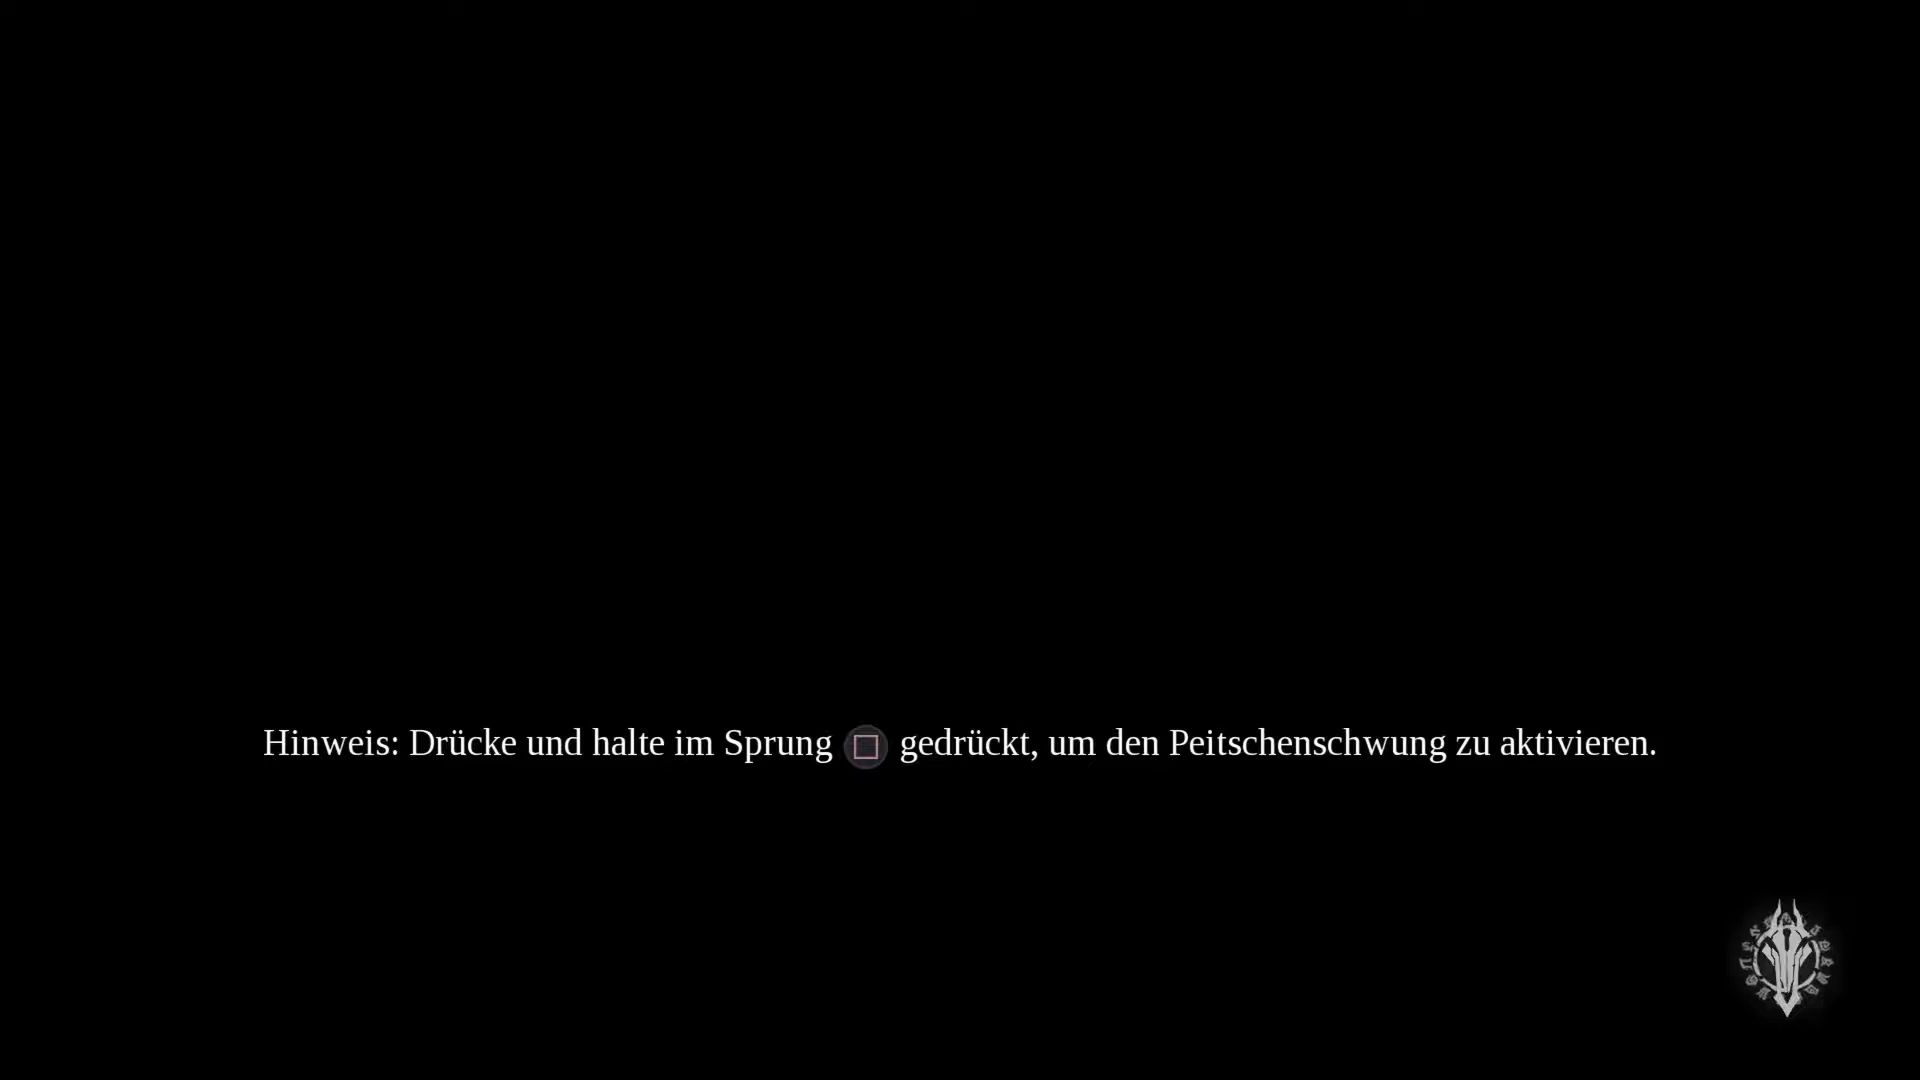 Hinweis: Drücke und halte im Sprung □ gedrückt, um den Peitschenschwung zu aktivieren.